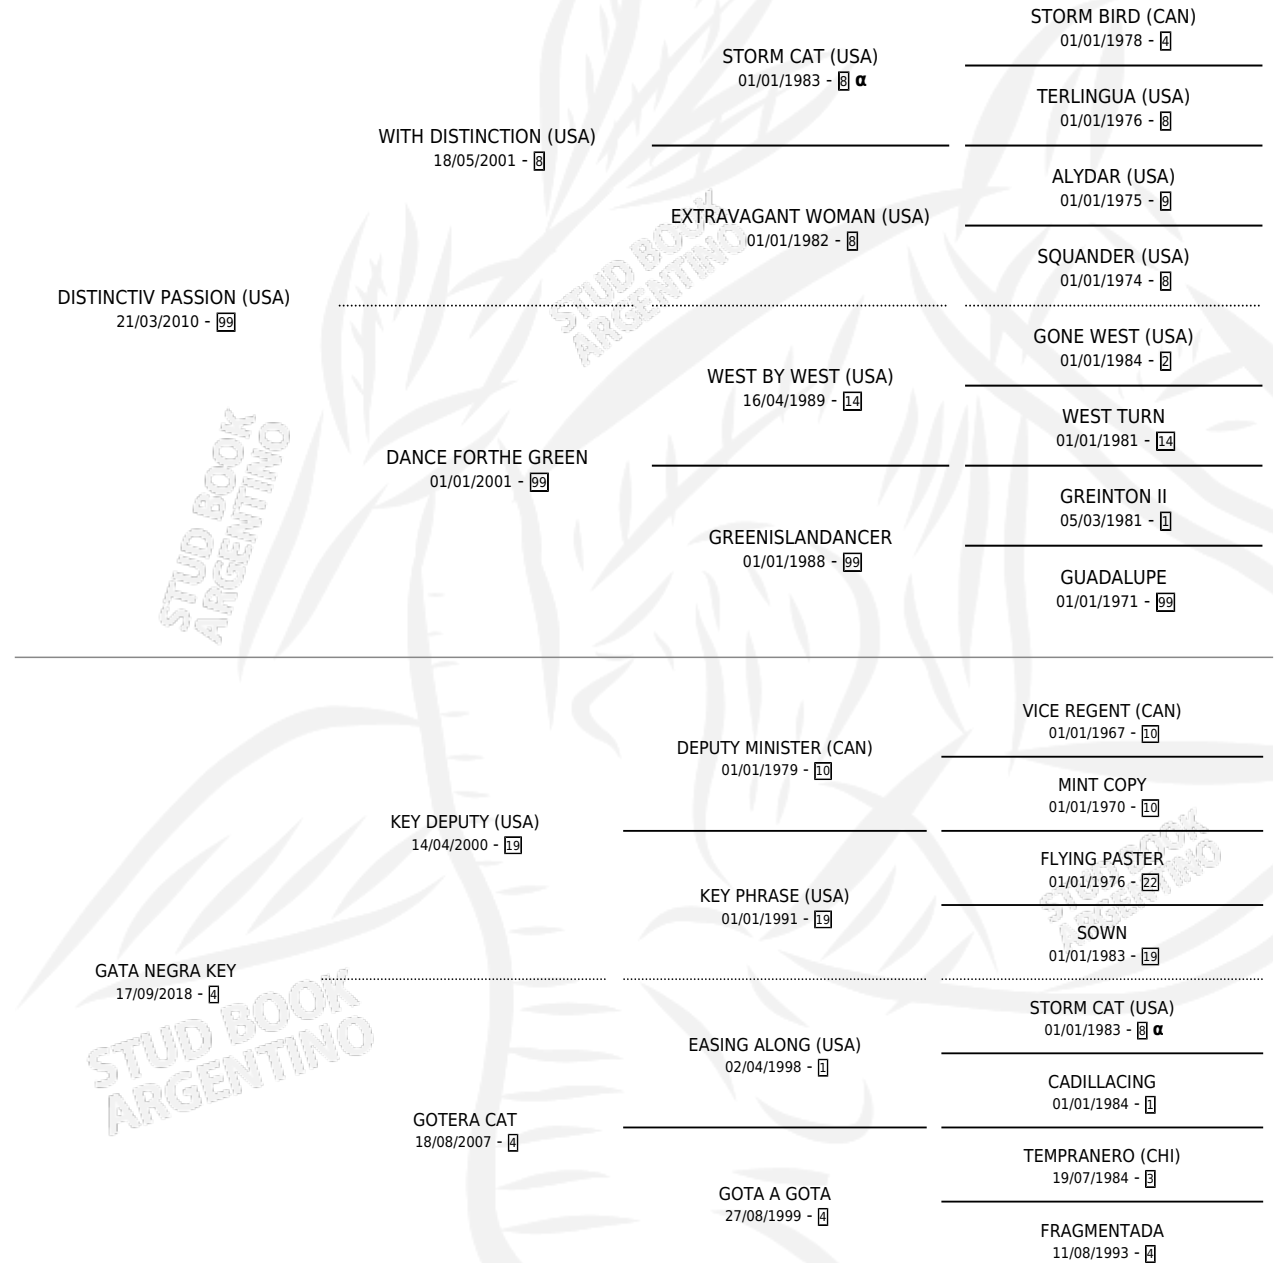 STORM BIRD (CAN)
01/01/1978 - 4
STORM CAT (USA)
01/01/1983 - 8 α
TERLINGUA (USA)
01/01/1976 - 8
WITH DISTINCTION (USA)
18/05/2001 - 8
ALYDAR (USA)
01/01/1975 - 9
EXTRAVAGANT WOMAN (USA)
01/01/1982 - 8
SQUANDER (USA)
01/01/1974 - 8
DISTINCTIV PASSION (USA)
21/03/2010 - 99
GONE WEST (USA)
01/01/1984 - 2
WEST BY WEST (USA)
16/04/1989 - 14
WEST TURN
01/01/1981 - 14
DANCE FORTHE GREEN
01/01/2001 - 99
GREINTON II
05/03/1981 - 1
GREENISLANDANCER
01/01/1988 - 99
GUADALUPE
01/01/1971 - 99
VICE REGENT (CAN)
01/01/1967 - 10
DEPUTY MINISTER (CAN)
01/01/1979 - 10
MINT COPY
01/01/1970 - 10
KEY DEPUTY (USA)
14/04/2000 - 19
FLYING PASTER
01/01/1976 - 22
KEY PHRASE (USA)
01/01/1991 - 19
SOWN
01/01/1983 - 19
GATA NEGRA KEY
17/09/2018 - 4
STORM CAT (USA)
01/01/1983 - 8 α
EASING ALONG (USA)
02/04/1998 - 1
CADILLACING
01/01/1984 - 1
GOTERA CAT
18/08/2007 - 4
TEMPRANERO (CHI)
19/07/1984 - 3
GOTA A GOTA
27/08/1999 - 4
FRAGMENTADA
11/08/1993 - 4
STUD BOOK
ARGENTINO
STUD BOOK
ARGENTINO
STUD BOOK
ARGENTINO
STUD BOOK
ARGENTINO